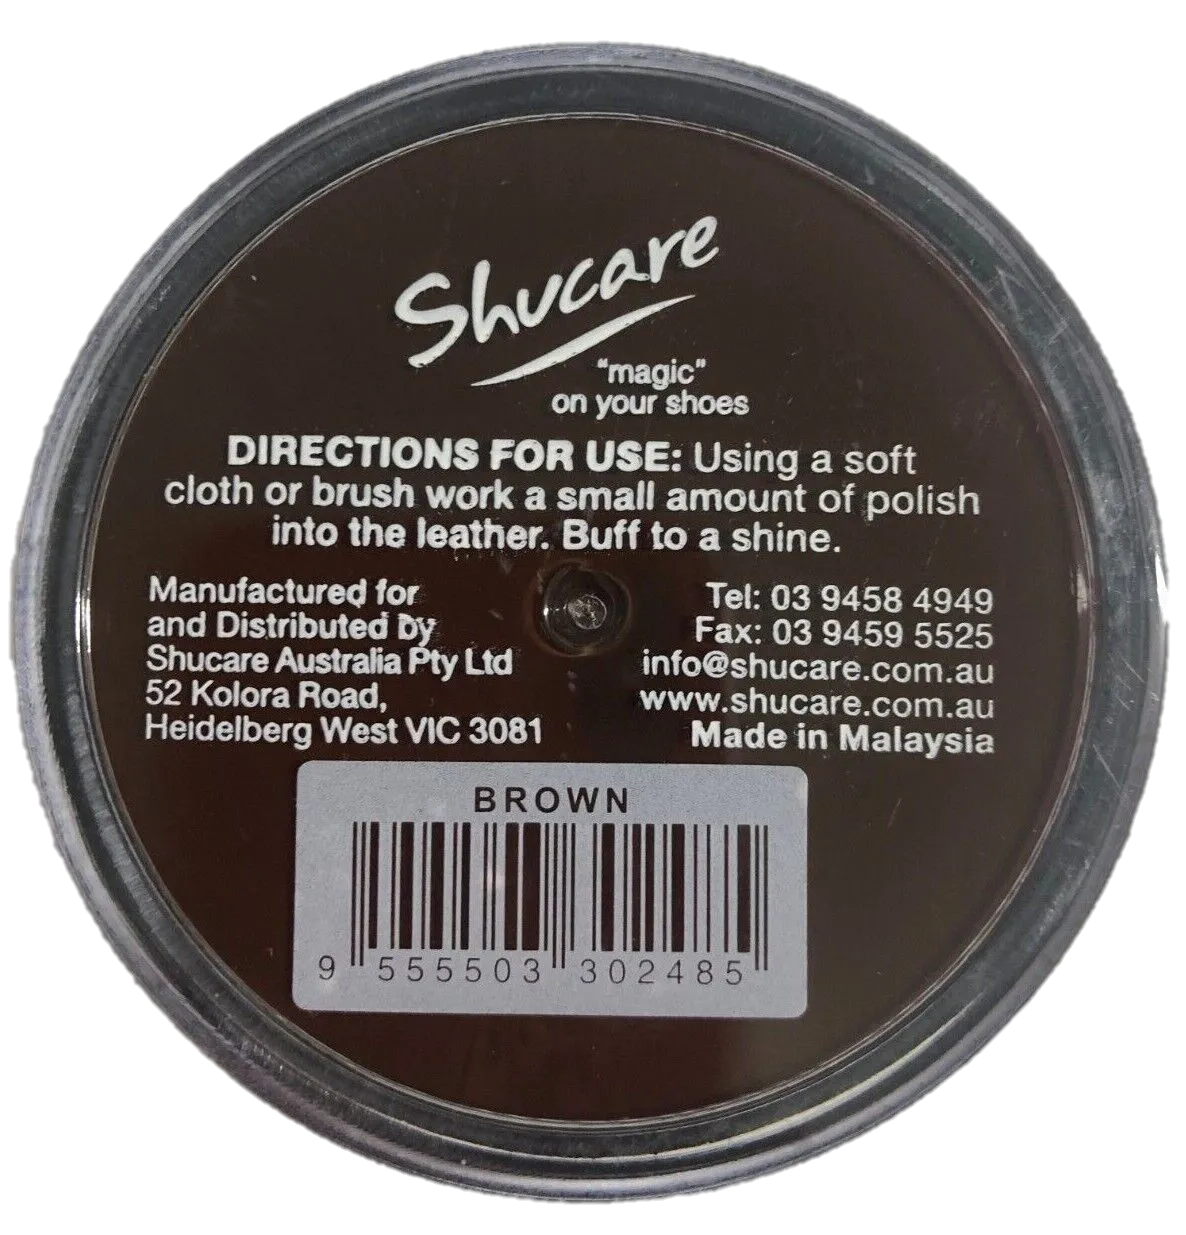 Shucare
"magic"
on your shoes
DIRECTIONS FOR USE: Using a soft
cloth or brush work a small amount of polish
into the leather. Buff to a shine.
Manufactured for
and Distributed by
Shucare Australia Pty Ltd
52 Kolora Road,
Heidelberg West VIC 3081
Tel: 03 9458 4949
Fax: 03 9459 5525
info@shucare.com.au
www.shucare.com.au
Made in Malaysia
BROWN
9 555503 302485